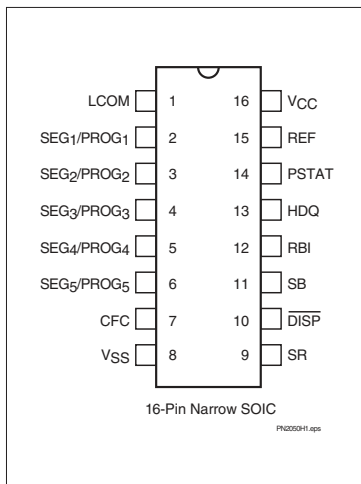 LCOM 1 16 VCC
SEG1/PROG1 2 15 REF
SEG2/PROG2 3 14 PSTAT
SEG3/PROG3 4 13 HDQ
SEG4/PROG4 5 12 RBI
SEG5/PROG5 6 11 SB
CFC 7 10 DISP
VSS 8 9 SR
16-Pin Narrow SOIC
PN2050H1.eps